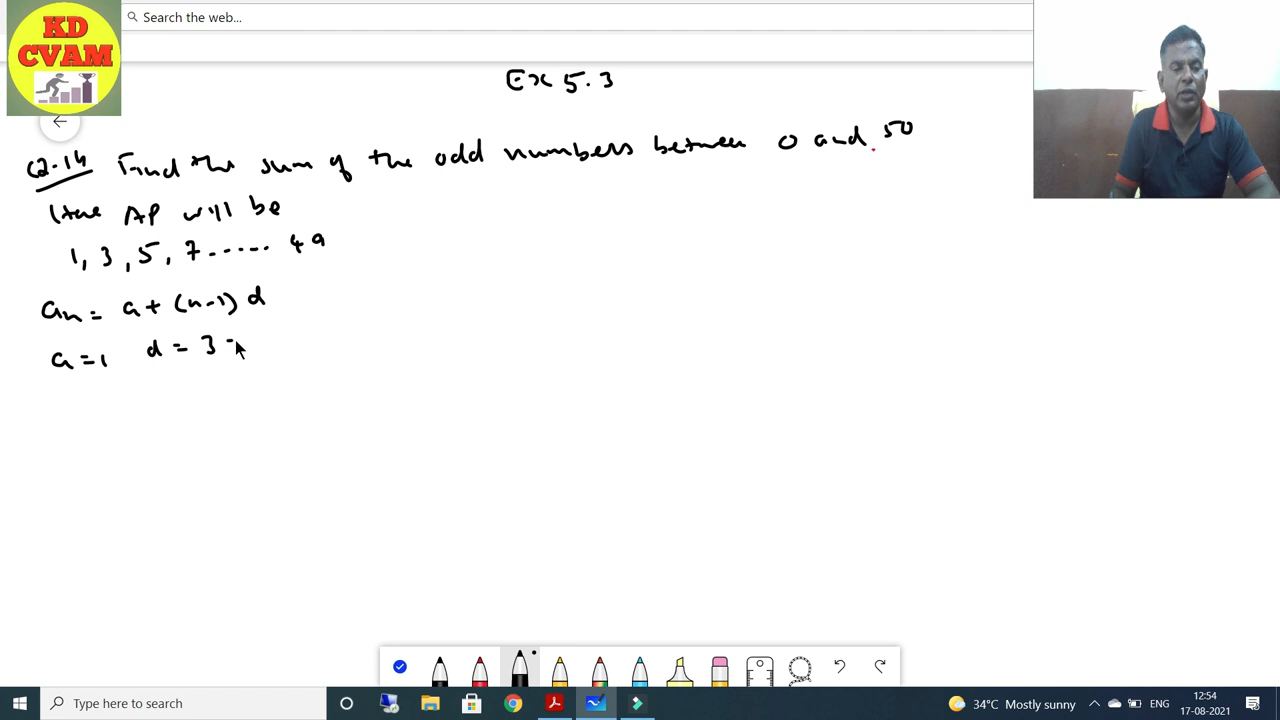 KD
CVAM
Search the web...
Ex 5.3
Q.14 Find the sum of the odd numbers between 0 and 50
Here AP will be
1, 3, 5, 7 ...... 49
an = a + (n-1) d
a = 1 d = 3 -
Type here to search
34°C Mostly sunny
ENG
12:54
17-08-2021